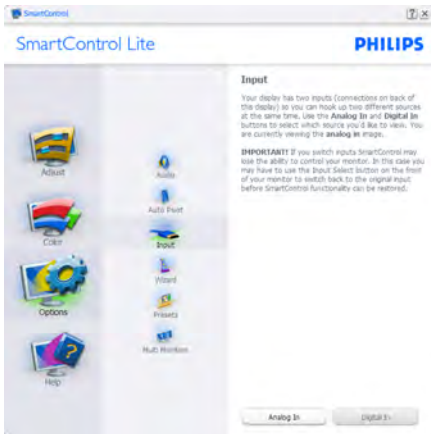 SmartControl
SmartControl Lite
PHILIPS
Input
Your display has two inputs (connections on back of
the display) so you can hook up two different sources
at the same time. Use the Analog In and Digital In
buttons to select which source you'd like to view. You
are currently viewing the analog in image.
IMPORTANT! If you switch inputs SmartControl may
lose the ability to control your monitor. In this case you
may have to use the Input Select button on the front
of your monitor to switch back to the original input
before SmartControl functionality can be restored.
Adjust
Color
Options
Help
Audio
Auto Pivot
Input
Wizard
Presets
Multi Monitors
Analog In
Digital In